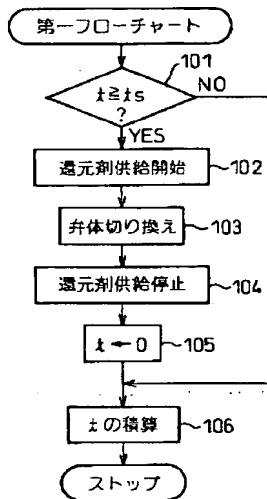 第一フローチャート
101
t≧ts
?
NO
YES
還元剤供給開始
102
弁体切り換え
103
還元剤供給停止
104
t←0
105
tの積算
106
ストップ